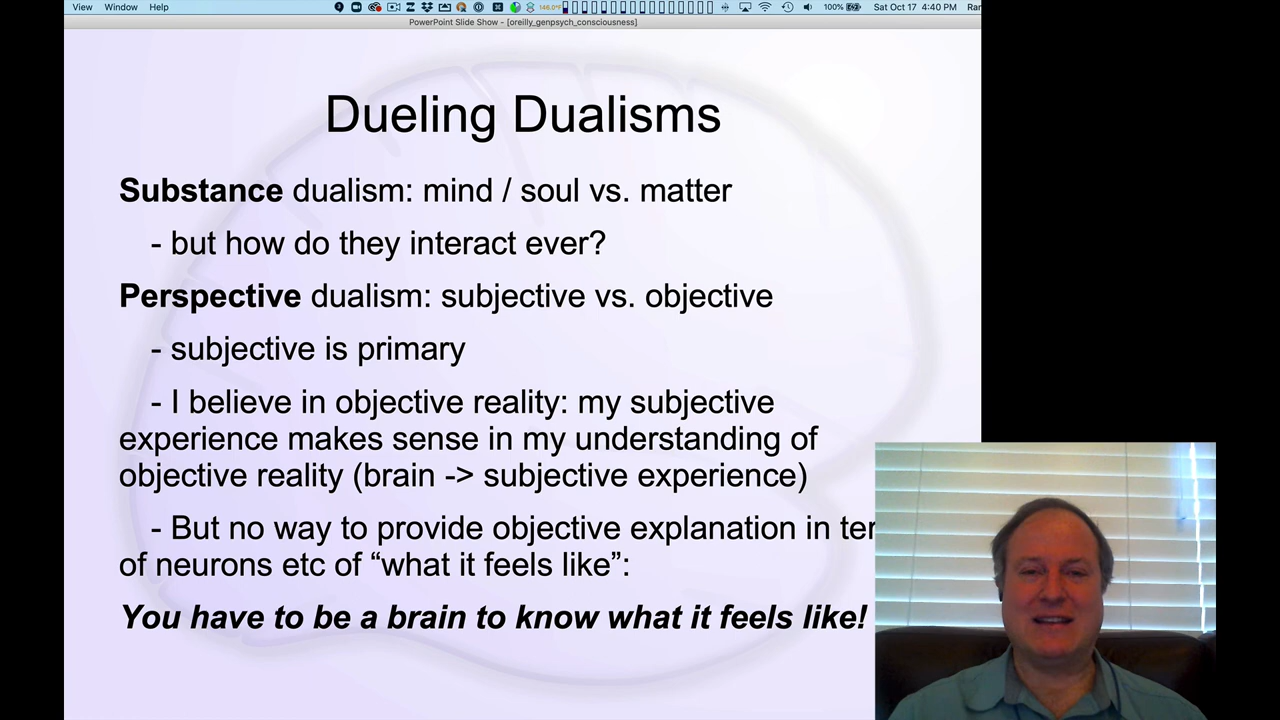 View Window Help 146.0°F 100% Sat Oct 17 4:40 PM Ran
PowerPoint Slide Show - [oreilly_genpsych_consciousness]
Dueling Dualisms
Substance dualism: mind / soul vs. matter
- but how do they interact ever?
Perspective dualism: subjective vs. objective
- subjective is primary
- I believe in objective reality: my subjective
experience makes sense in my understanding of
objective reality (brain -> subjective experience)
- But no way to provide objective explanation in ter
of neurons etc of “what it feels like”:
You have to be a brain to know what it feels like!